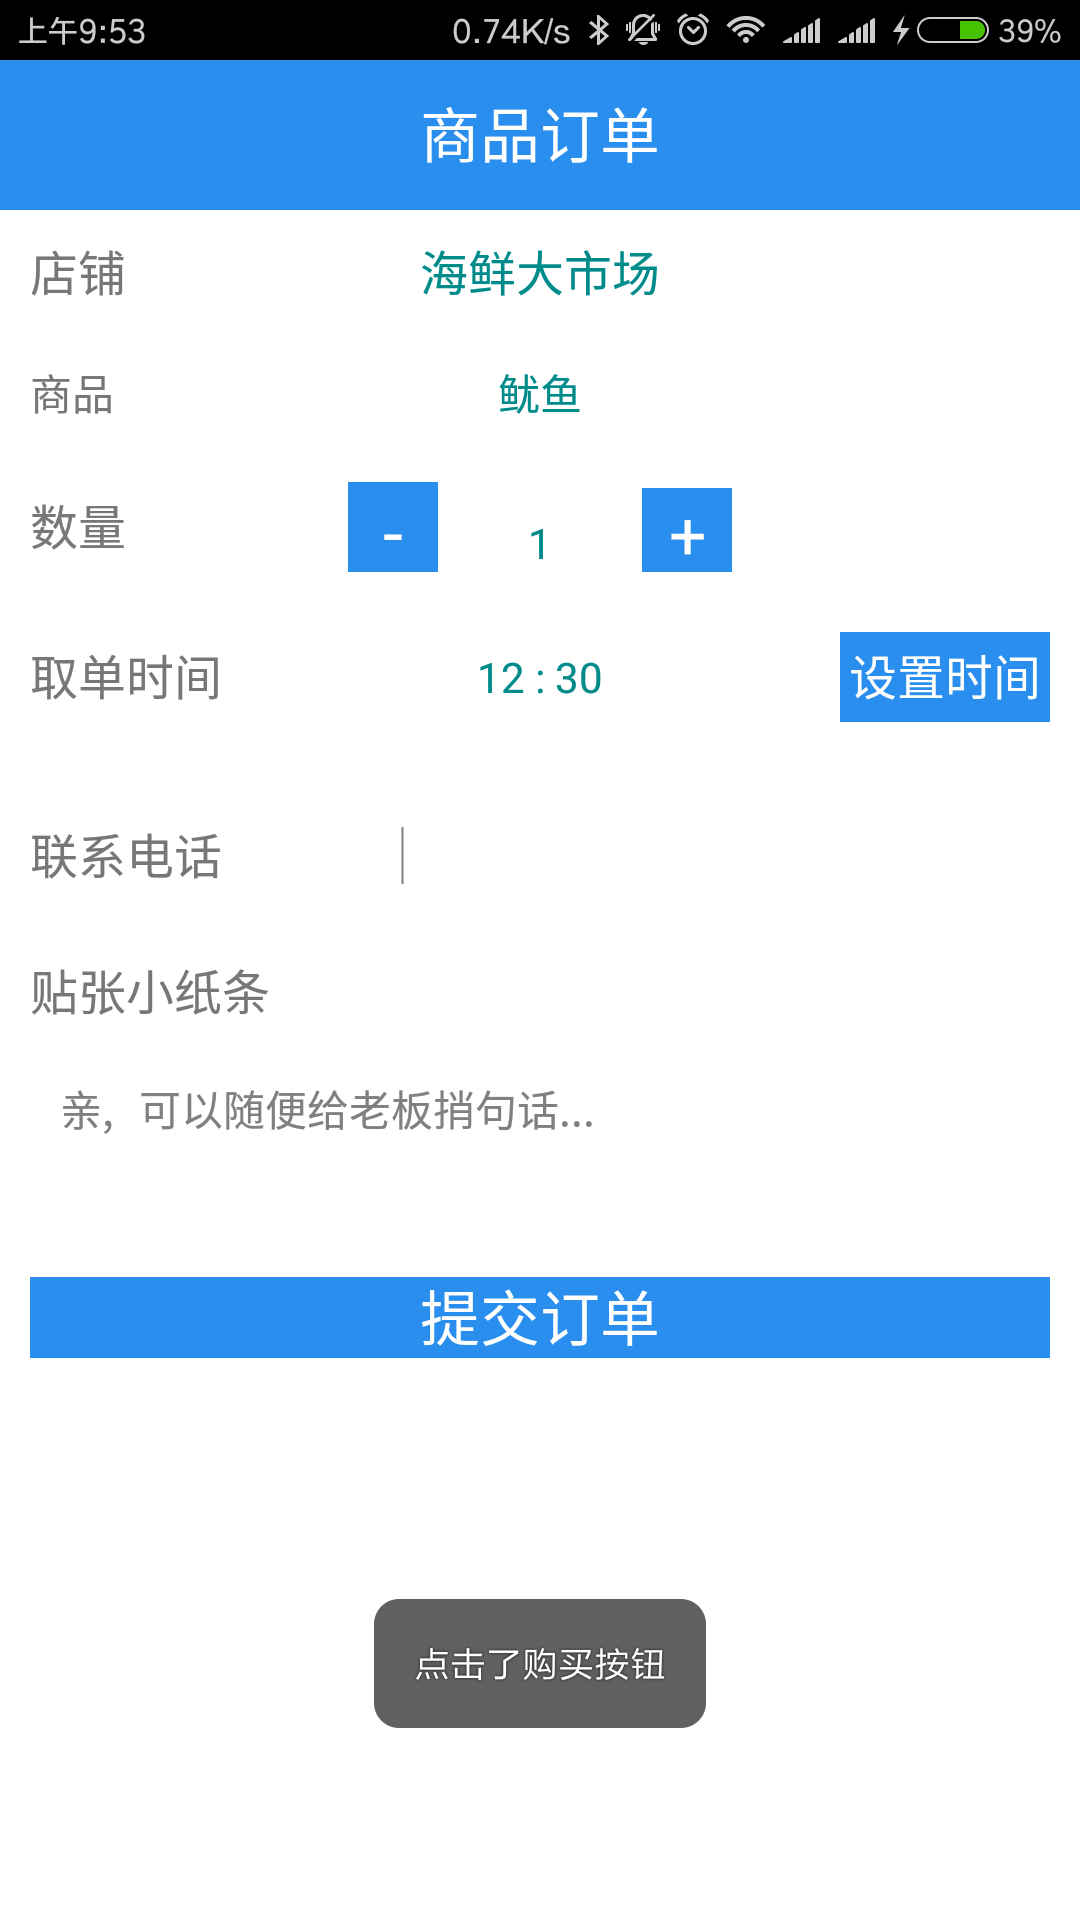 上午9:53 0.74K/s 39%
商品订单
店铺 海鲜大市场
商品 鱿鱼
数量 - 1 +
取单时间 12 : 30 设置时间
联系电话
贴张小纸条
亲，可以随便给老板捎句话...
提交订单
点击了购买按钮